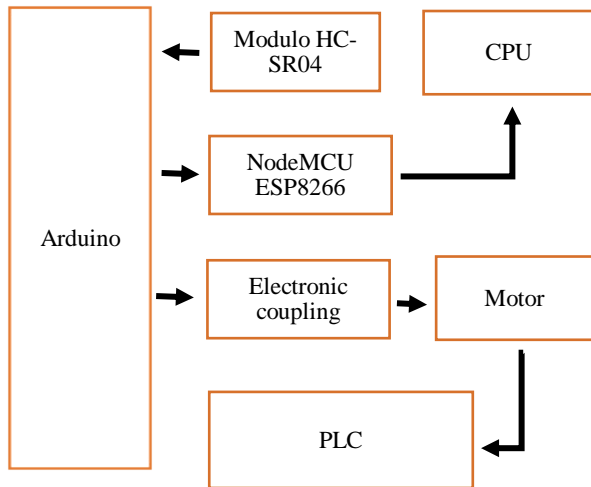 Modulo HC-
SR04
CPU
NodeMCU
ESP8266
Arduino
Electronic
coupling
Motor
PLC